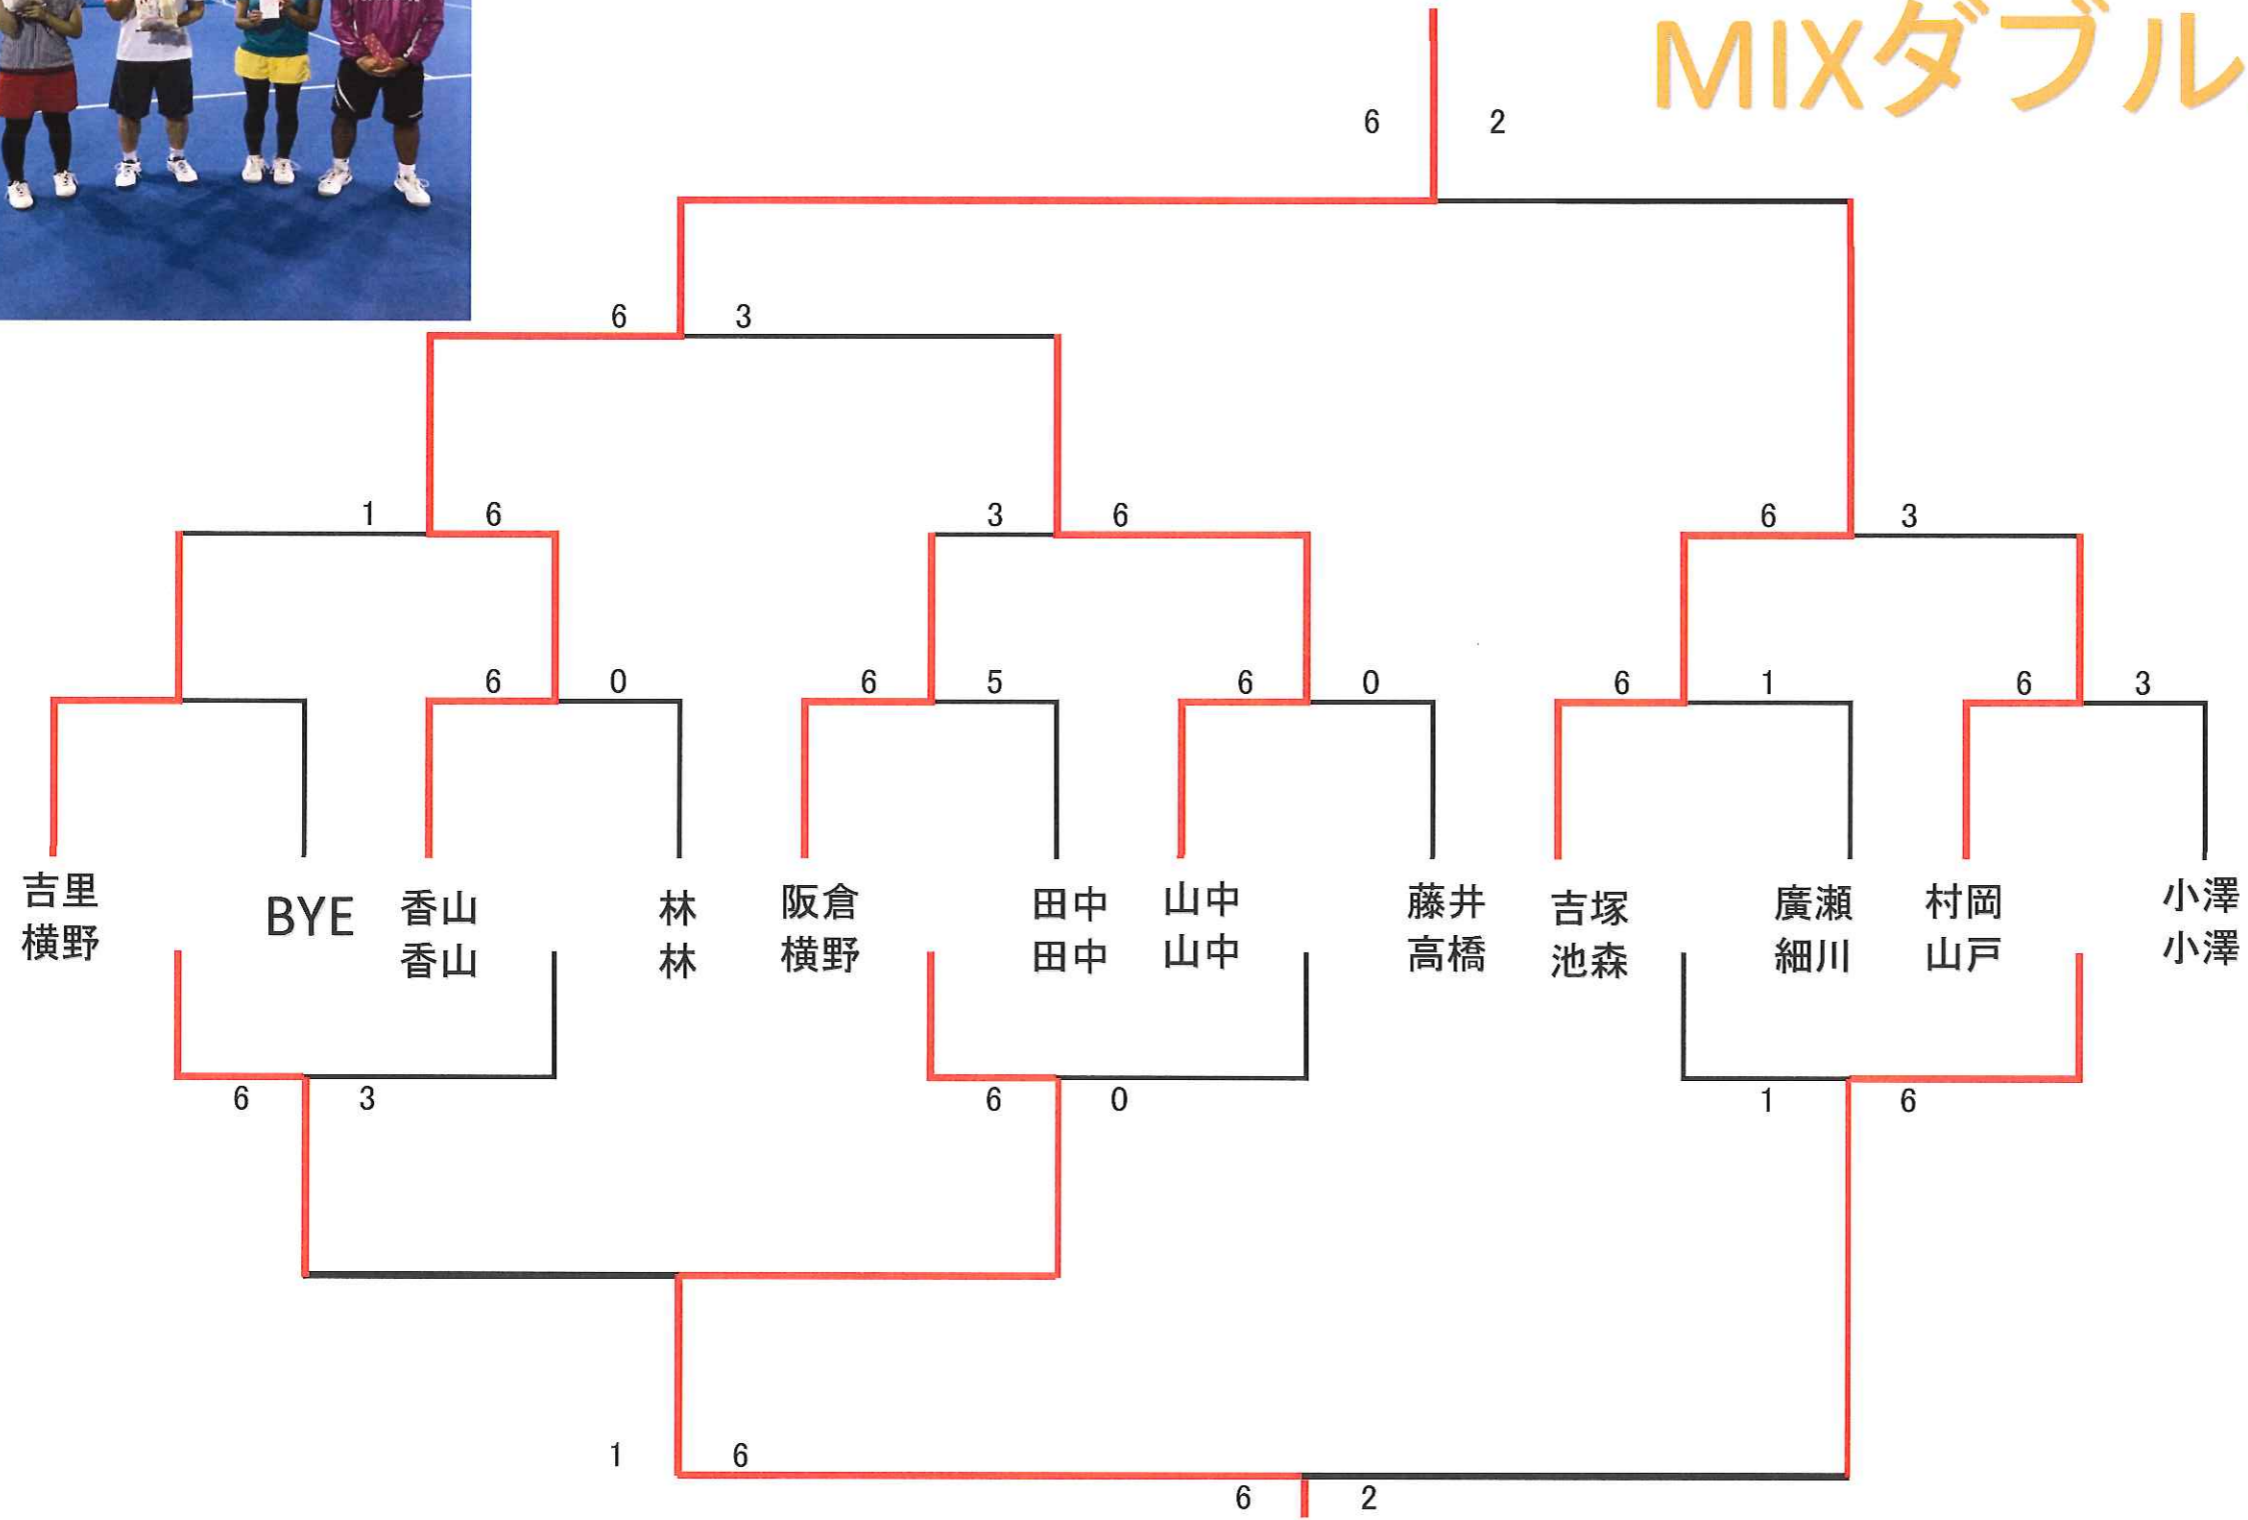 MIXダブル
6 2
6 3
1 6 3 6 6 3
6 0 6 5 6 0 6 1 6 3
吉里
横野
BYE
香山
香山
林
林
阪倉
横野
田中
田中
山中
山中
藤井
高橋
吉塚
池森
廣瀬
細川
村岡
山戸
小澤
小澤
6 3 6 0 1 6
1 6
6 2